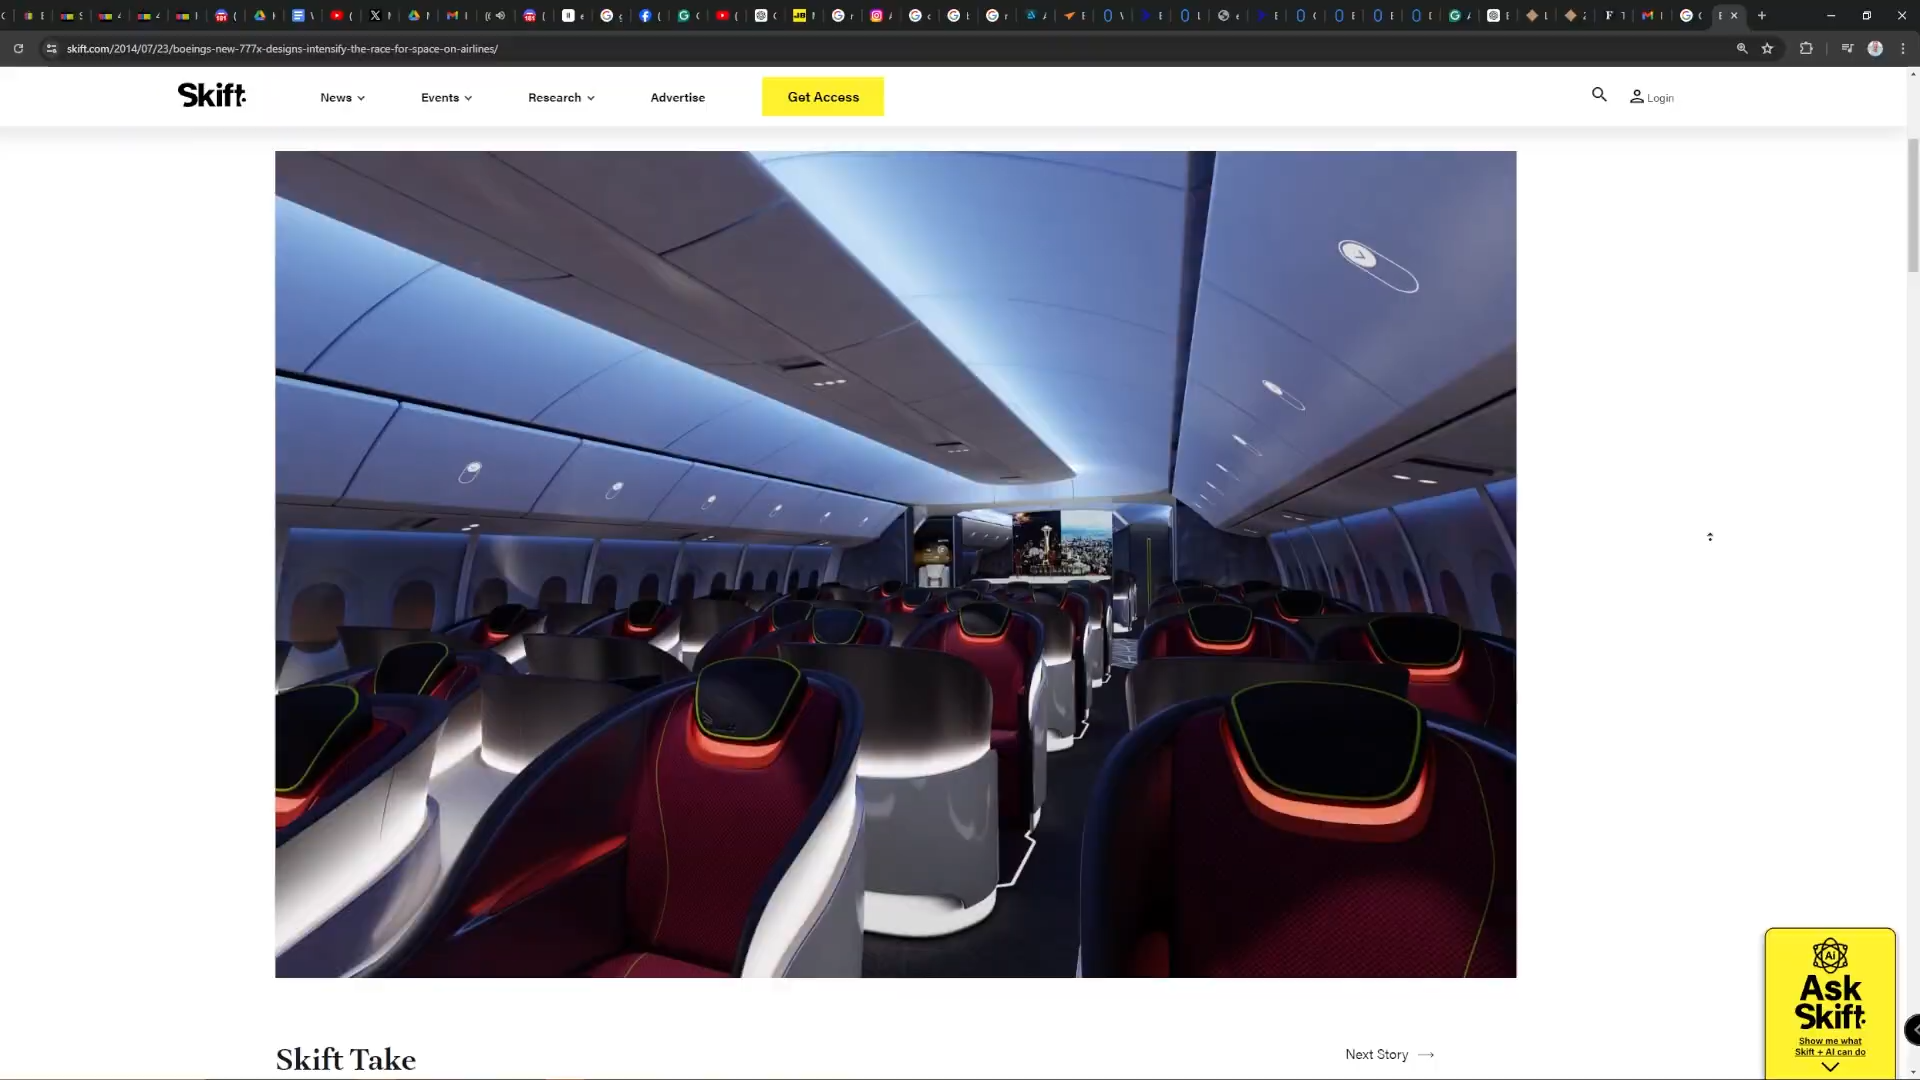 skift.com/2014/07/23/boeings-new-777x-designs-intensify-the-race-for-space-on-airlines/
Skift
News
Events
Research
Advertise
Get Access
Login
Skift Take
Next Story →
Ai
Ask
Skift
Show me what
Skift + AI can do